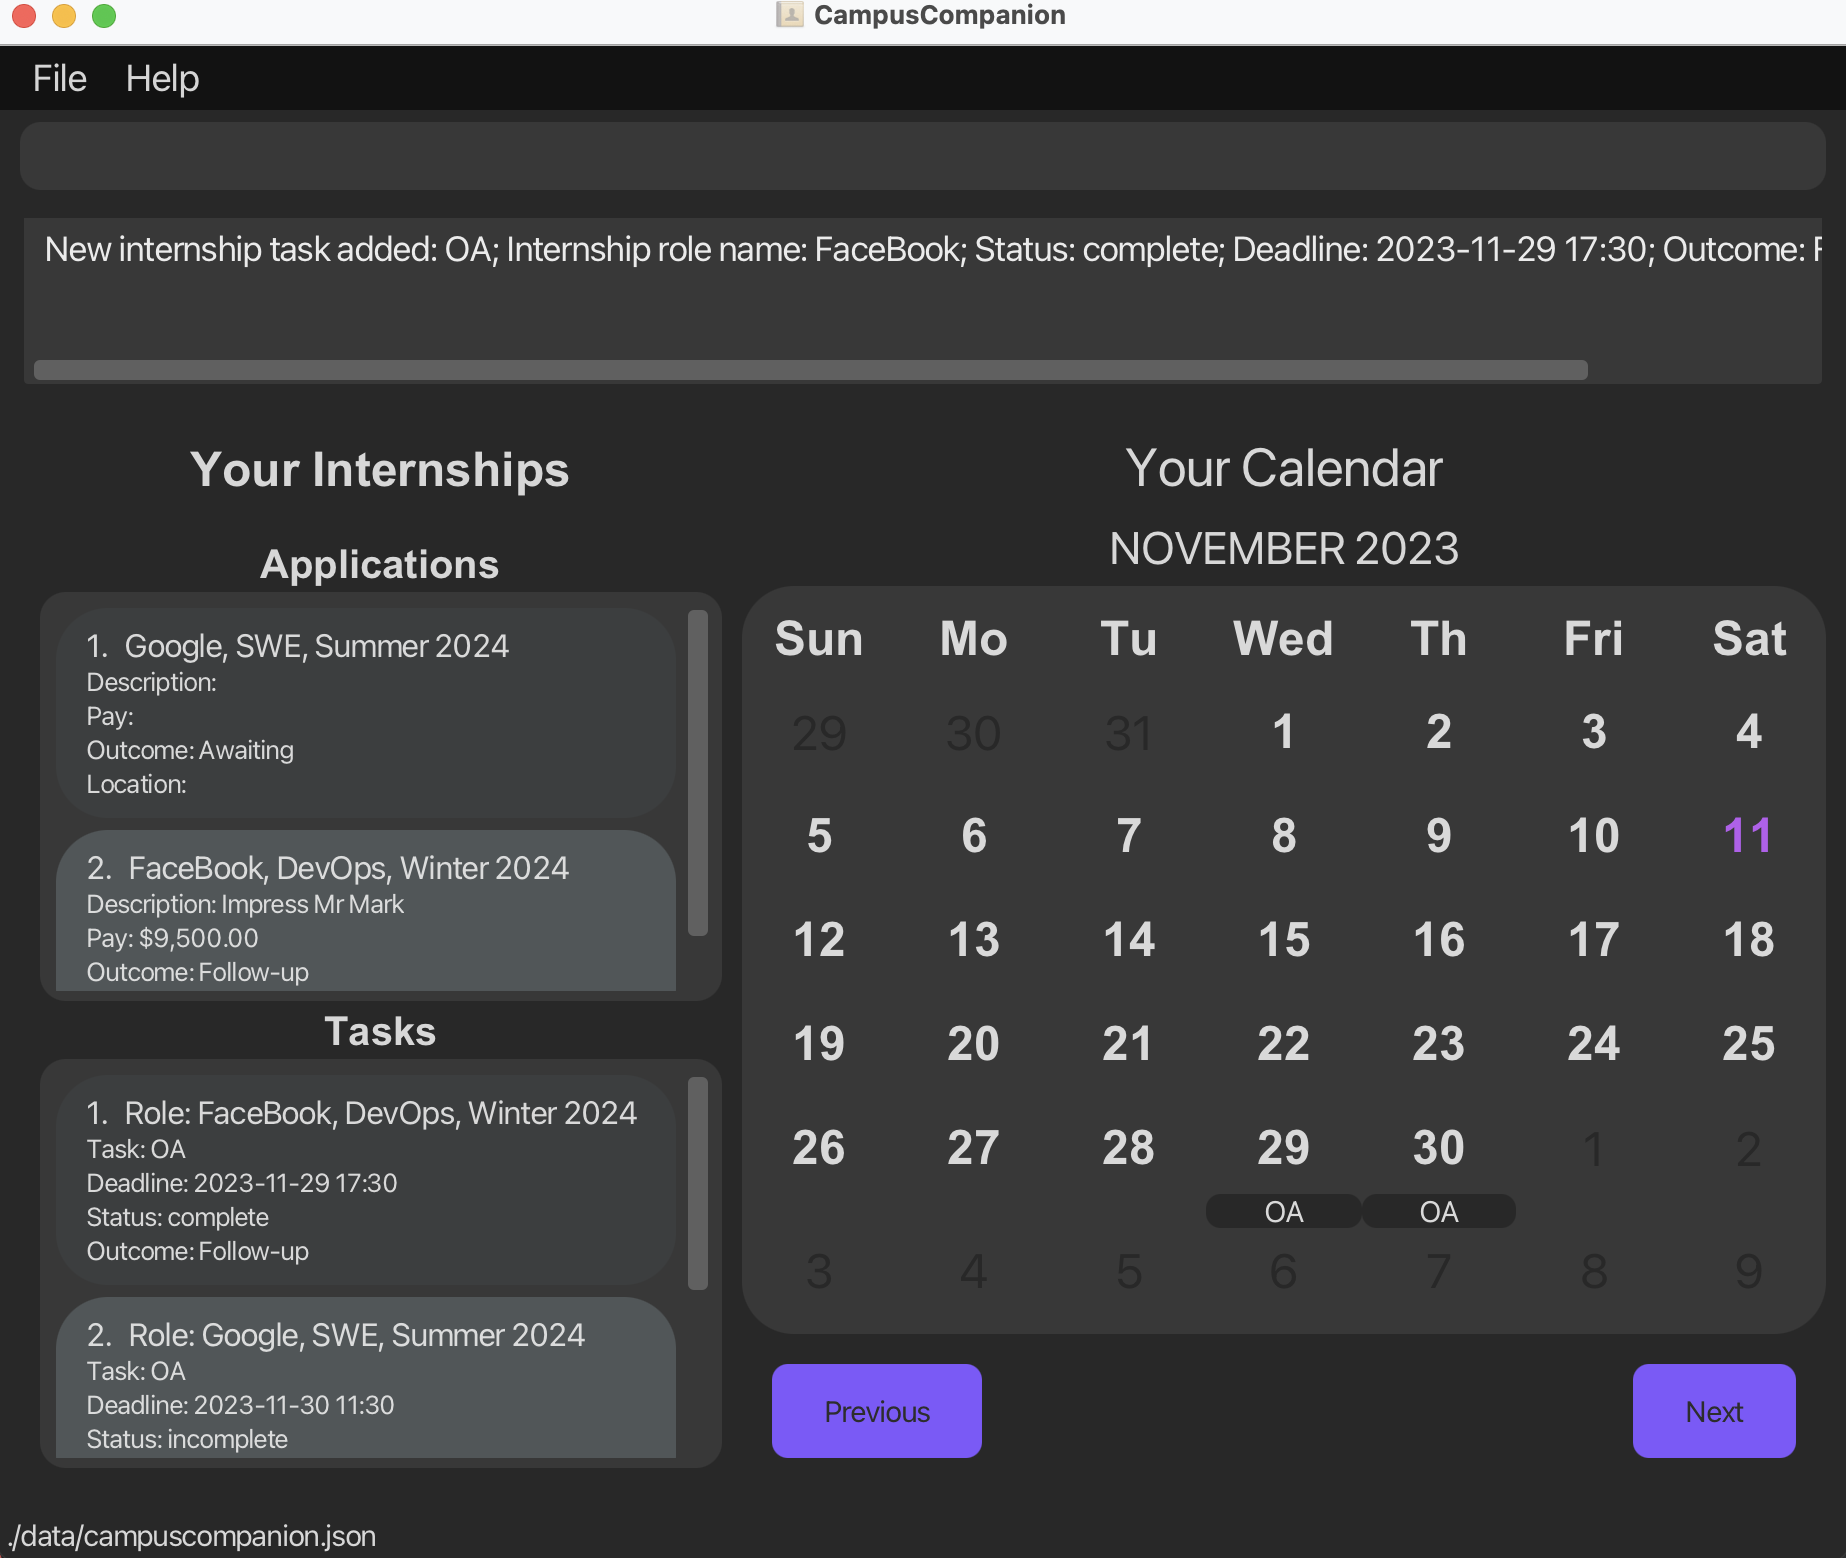 CampusCompanion
File Help
New internship task added: OA; Internship role name: FaceBook; Status: complete; Deadline: 2023-11-29 17:30; Outcome: F
Your Internships
Applications
1. Google, SWE, Summer 2024
Description:
Pay:
Outcome: Awaiting
Location:
2. FaceBook, DevOps, Winter 2024
Description: Impress Mr Mark
Pay: $9,500.00
Outcome: Follow-up
Tasks
1. Role: FaceBook, DevOps, Winter 2024
Task: OA
Deadline: 2023-11-29 17:30
Status: complete
Outcome: Follow-up
2. Role: Google, SWE, Summer 2024
Task: OA
Deadline: 2023-11-30 11:30
Status: incomplete
Your Calendar
NOVEMBER 2023
Sun Mo Tu Wed Th Fri Sat
29 30 31 1 2 3 4
5 6 7 8 9 10 11
12 13 14 15 16 17 18
19 20 21 22 23 24 25
26 27 28 29 30 1 2
OA OA
3 4 5 6 7 8 9
Previous Next
./data/campuscompanion.json